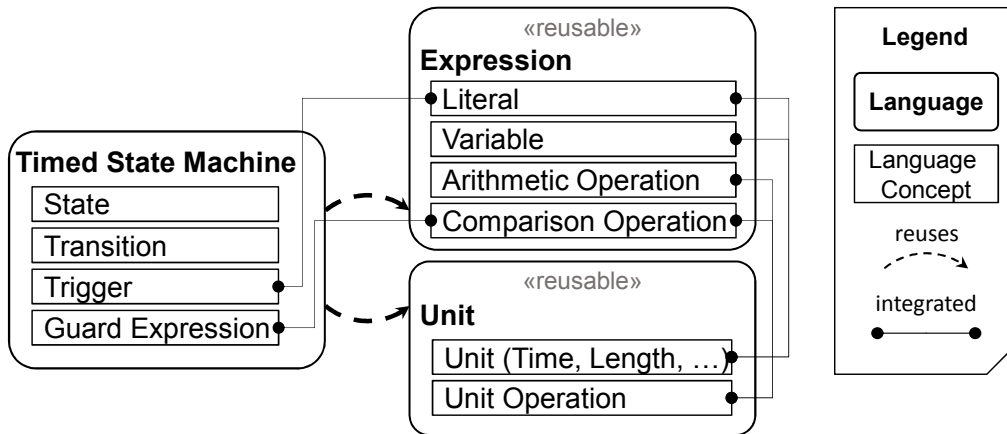 Timed State Machine
State
Transition
Trigger
Guard Expression
«reusable»
Expression
Literal
Variable
Arithmetic Operation
Comparison Operation
«reusable»
Unit
Unit (Time, Length, …)
Unit Operation
Legend
Language
Language
Concept
reuses
integrated